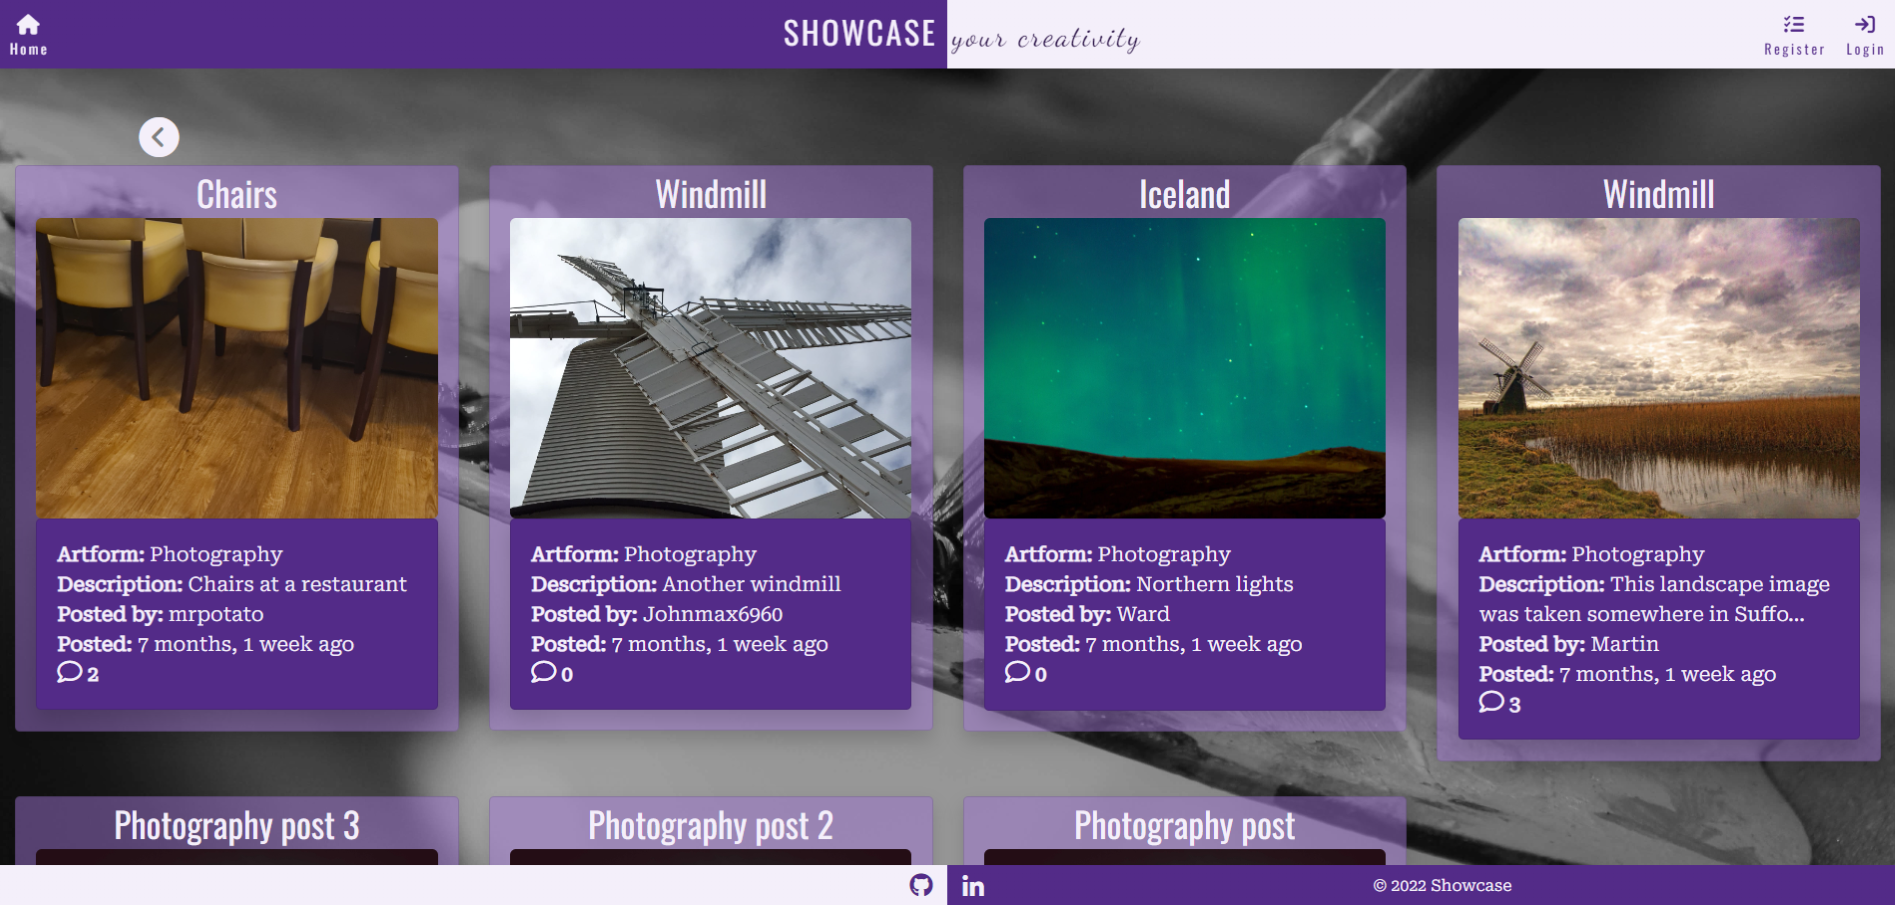 Home
SHOWCASE your creativity
Register
Login
Chairs
Artform: Photography
Description: Chairs at a restaurant
Posted by: mrpotato
Posted: 7 months, 1 week ago
2
Windmill
Artform: Photography
Description: Another windmill
Posted by: Johnmax6960
Posted: 7 months, 1 week ago
0
Iceland
Artform: Photography
Description: Northern lights
Posted by: Ward
Posted: 7 months, 1 week ago
0
Windmill
Artform: Photography
Description: This landscape image
was taken somewhere in Suffo...
Posted by: Martin
Posted: 7 months, 1 week ago
3
Photography post 3
Photography post 2
Photography post
in
© 2022 Showcase